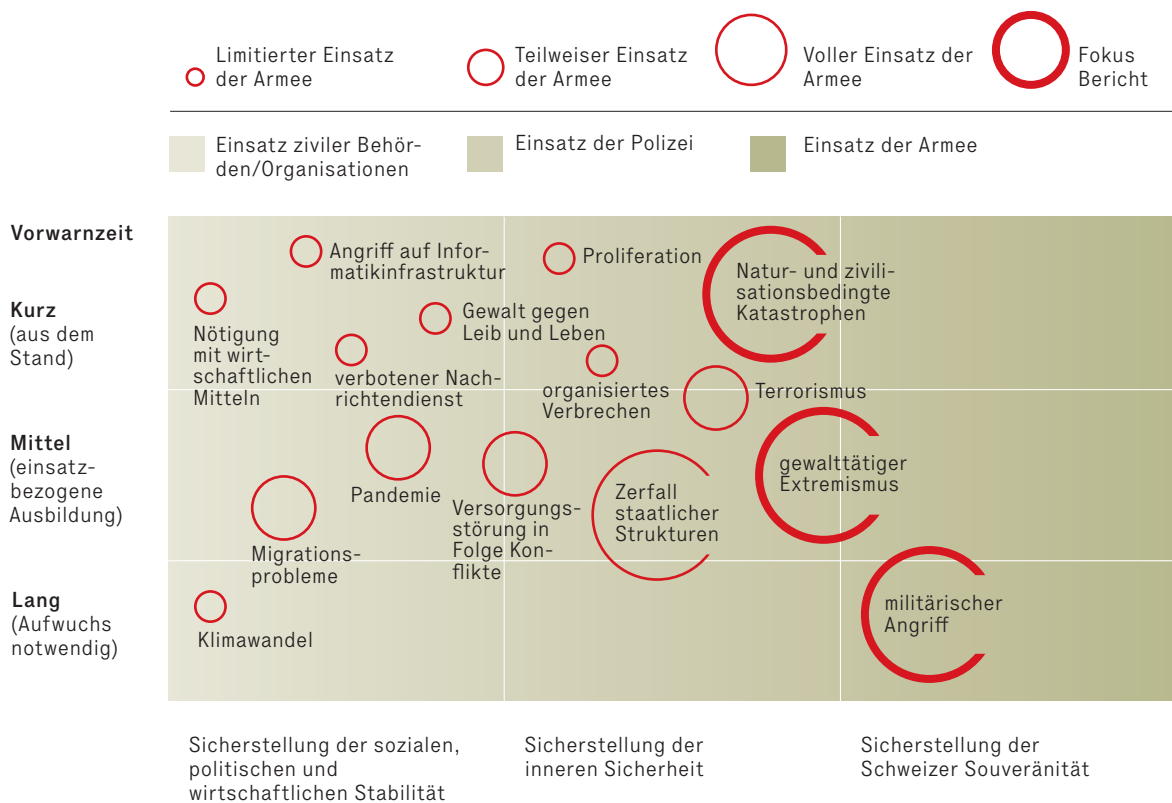 Limitierter Einsatz
der Armee
Teilweiser Einsatz
der Armee
Voller Einsatz der
Armee
Fokus
Bericht
Einsatz ziviler Behör-
den/Organisationen
Einsatz der Polizei
Einsatz der Armee
Vorwarnzeit
Kurz
(aus dem
Stand)
Mittel
(einsatz-
bezogene
Ausbildung)
Lang
(Aufwuchs
notwendig)
Angriff auf Infor-
matikinfrastruktur
Proliferation
Natur- und zivili-
sationsbedingte
Katastrophen
Nötigung
mit wirt-
schaftlichen
Mitteln
Gewalt gegen
Leib und Leben
verbotener Nach-
richtendienst
organisiertes
Verbrechen
Terrorismus
Pandemie
Migrations-
probleme
Versorgungs-
störung in
Folge Kon-
flikte
Zerfall
staatlicher
Strukturen
gewalttätiger
Extremismus
Klimawandel
militärischer
Angriff
Sicherstellung der sozialen,
politischen und
wirtschaftlichen Stabilität
Sicherstellung der
inneren Sicherheit
Sicherstellung der
Schweizer Souveränität